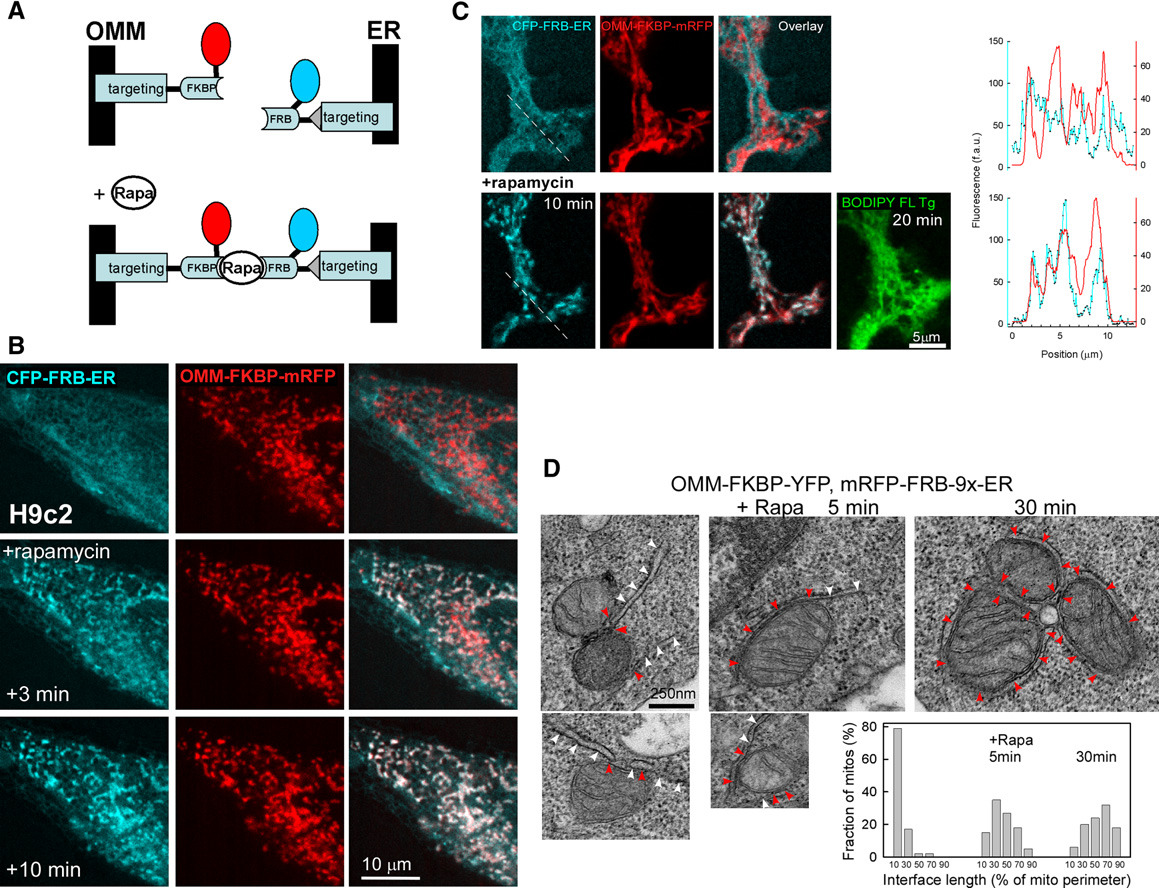 A
OMM
ER
targeting
FKBP
FRB
targeting
+ Rapa
targeting
FKBP
Rapa
FRB
targeting
B
CFP-FRB-ER
OMM-FKBP-mRFP
H9c2
+rapamycin
+3 min
+10 min
10 μm
C
CFP-FRB-ER
OMM-FKBP-mRFP
Overlay
+rapamycin
10 min
BODIPY FL Tg
20 min
5μm
Fluorescence (f.a.u.)
150
100
50
0
60
40
20
0
150
100
50
0
60
40
20
0
0 5 10
Position (μm)
D
OMM-FKBP-YFP, mRFP-FRB-9x-ER
+ Rapa 5 min
30 min
250nm
Fraction of mitos (%)
80
60
40
20
0
+Rapa
5min
30min
10 30 50 70 90 10 30 50 70 90 10 30 50 70 90
Interface length (% of mito perimeter)